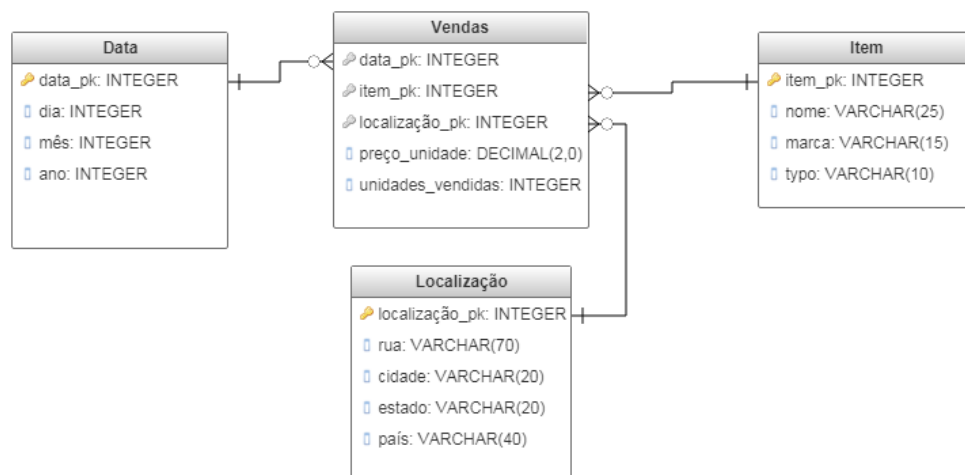 Data
data_pk: INTEGER
dia: INTEGER
mês: INTEGER
ano: INTEGER
Vendas
data_pk: INTEGER
item_pk: INTEGER
localização_pk: INTEGER
preço_unidade: DECIMAL(2,0)
unidades_vendidas: INTEGER
Item
item_pk: INTEGER
nome: VARCHAR(25)
marca: VARCHAR(15)
typo: VARCHAR(10)
Localização
localização_pk: INTEGER
rua: VARCHAR(70)
cidade: VARCHAR(20)
estado: VARCHAR(20)
país: VARCHAR(40)